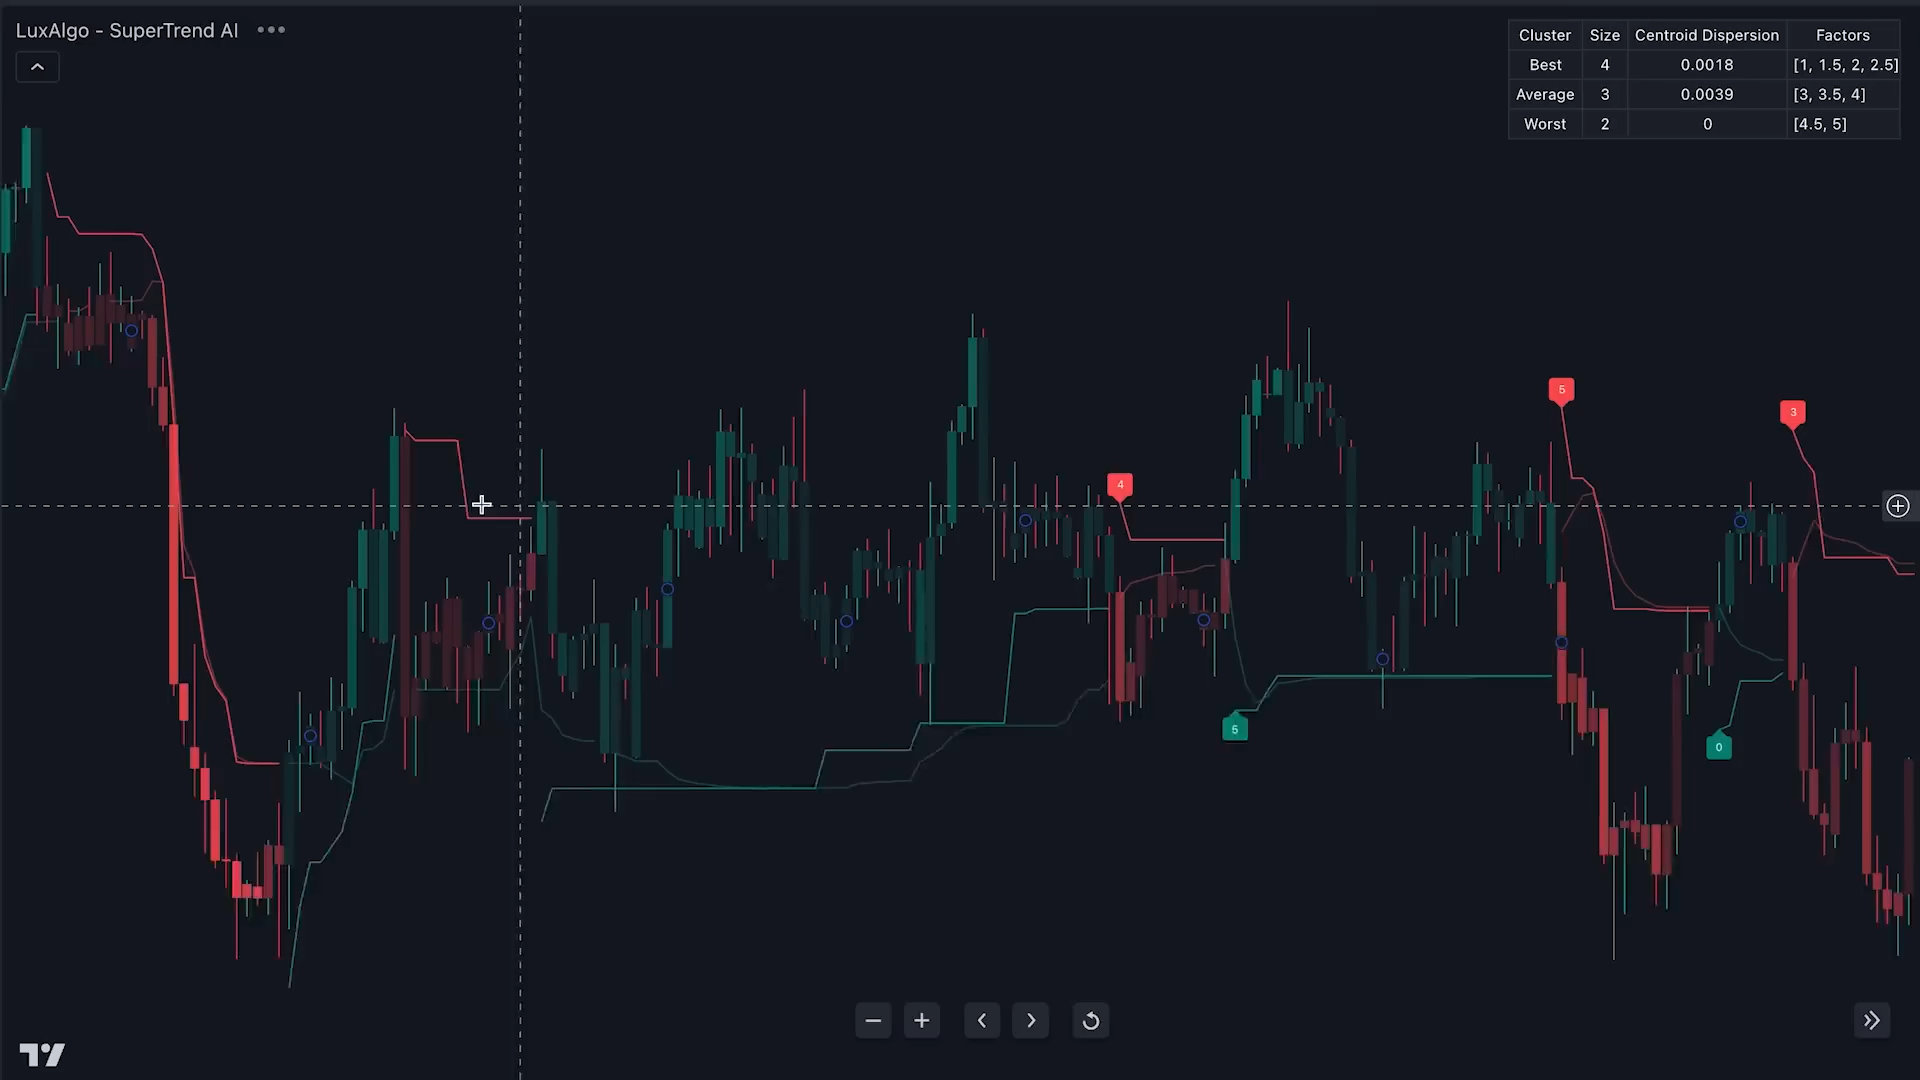 LuxAlgo - SuperTrend AI
Cluster Size Centroid Dispersion Factors
Best 4 0.0018 [1, 1.5, 2, 2.5]
Average 3 0.0039 [3, 3.5, 4]
Worst 2 0 [4.5, 5]
5
3
4
5
0